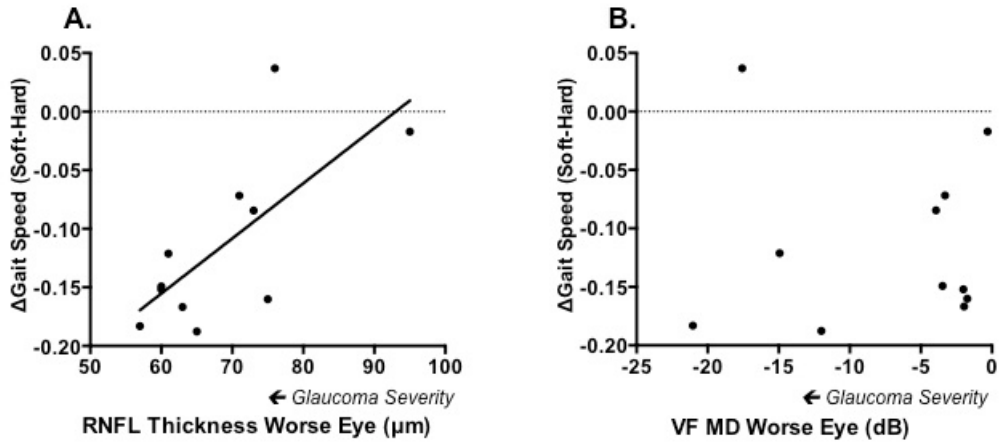 A.
ΔGait Speed (Soft-Hard)
0.05
0.00
-0.05
-0.10
-0.15
-0.20
50 60 70 80 90 100
← Glaucoma Severity
RNFL Thickness Worse Eye (µm)
B.
ΔGait Speed (Soft-Hard)
0.05
0.00
-0.05
-0.10
-0.15
-0.20
-25 -20 -15 -10 -5 0
← Glaucoma Severity
VF MD Worse Eye (dB)